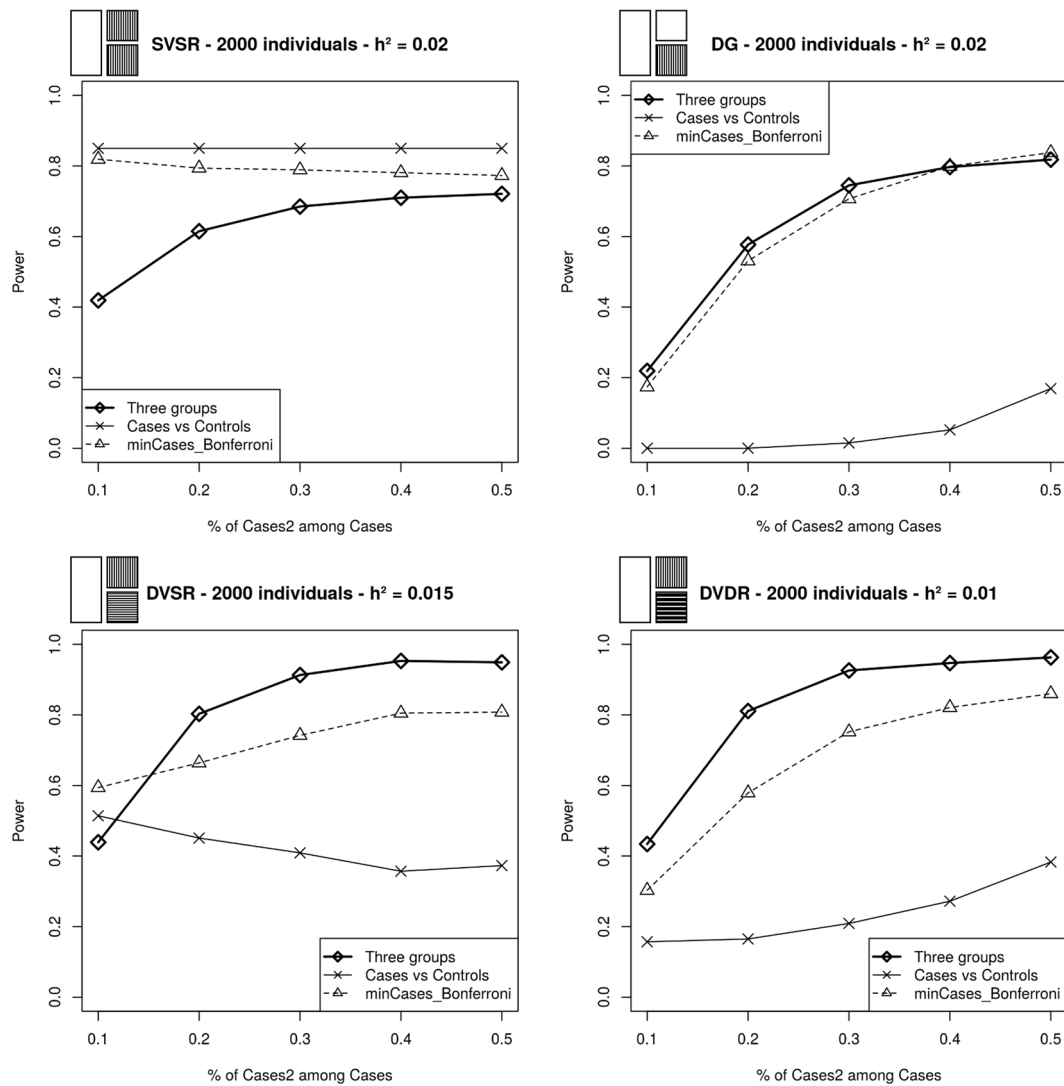 SVSR - 2000 individuals - h² = 0.02
1.0
0.8
0.6
0.4
0.2
0.0
Power
Three groups
Cases vs Controls
minCases_Bonferroni
0.1 0.2 0.3 0.4 0.5
% of Cases2 among Cases
DG - 2000 individuals - h² = 0.02
Three groups
Cases vs Controls
minCases_Bonferroni
1.0
0.8
0.6
0.4
0.2
0.0
Power
0.1 0.2 0.3 0.4 0.5
% of Cases2 among Cases
DVSR - 2000 individuals - h² = 0.015
1.0
0.8
0.6
0.4
0.2
0.0
Power
Three groups
Cases vs Controls
minCases_Bonferroni
0.1 0.2 0.3 0.4 0.5
% of Cases2 among Cases
DVDR - 2000 individuals - h² = 0.01
1.0
0.8
0.6
0.4
0.2
0.0
Power
Three groups
Cases vs Controls
minCases_Bonferroni
0.1 0.2 0.3 0.4 0.5
% of Cases2 among Cases